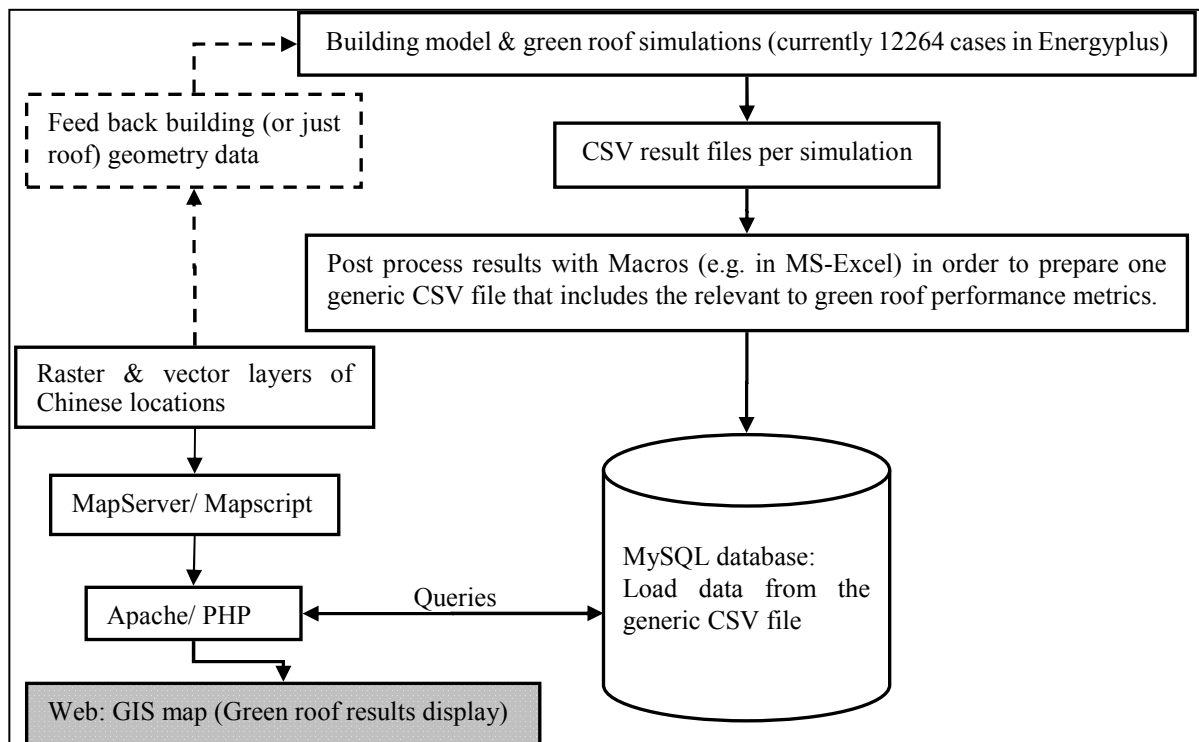 Building model & green roof simulations (currently 12264 cases in Energyplus)
Feed back building (or just
roof) geometry data
CSV result files per simulation
Post process results with Macros (e.g. in MS-Excel) in order to prepare one
generic CSV file that includes the relevant to green roof performance metrics.
Raster & vector layers of
Chinese locations
MapServer/ Mapscript
MySQL database:
Load data from the
generic CSV file
Queries
Apache/ PHP
Web: GIS map (Green roof results display)